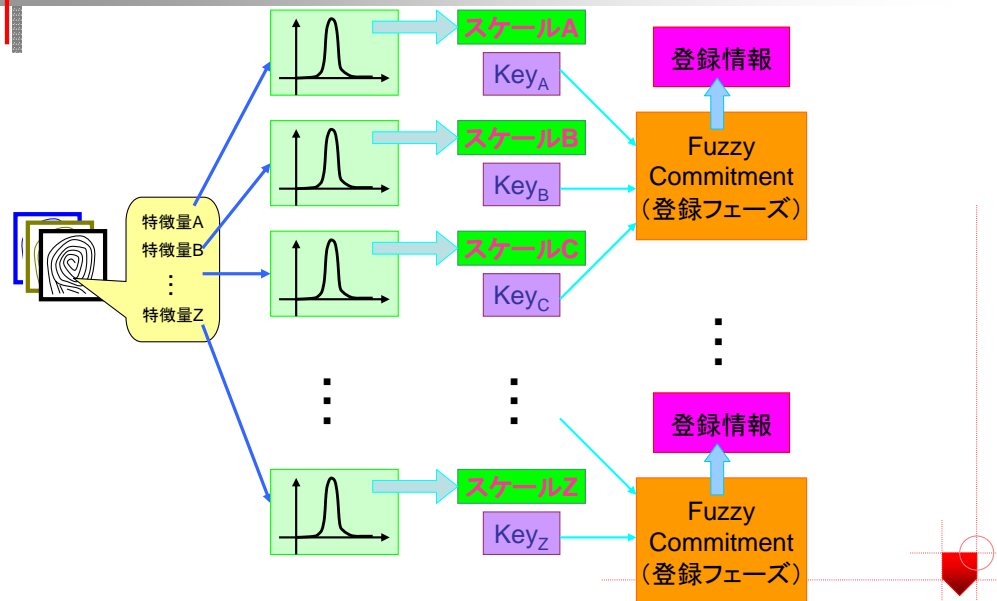 スケールA
KeyA
登録情報
スケールB
KeyB
Fuzzy
Commitment
(登録フェーズ)
特徴量A
特徴量B
⋮
特徴量Z
スケールC
KeyC
⋮
⋮
⋮
登録情報
スケールZ
KeyZ
Fuzzy
Commitment
(登録フェーズ)